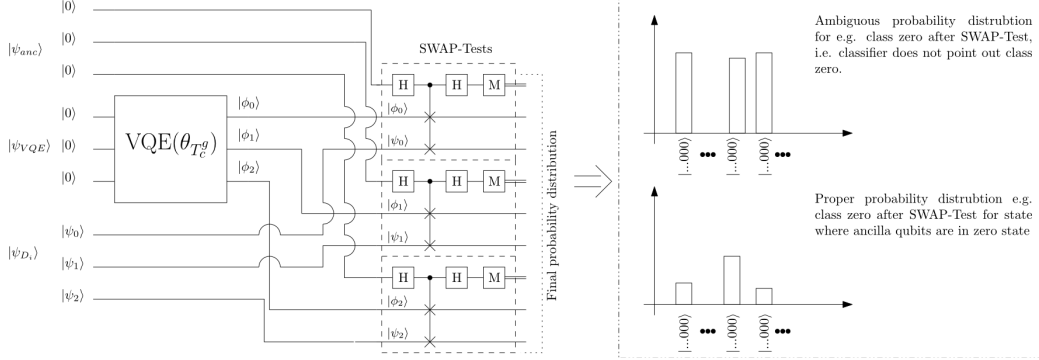 |0⟩
|ψ_anc⟩ |0⟩
|0⟩
|ψ_VQE⟩ |0⟩
|0⟩
|0⟩
VQE(θ_{T_c^g})
|ϕ_0⟩
|ϕ_1⟩
|ϕ_2⟩
|ψ_{D_i}⟩
|ψ_0⟩
|ψ_1⟩
|ψ_2⟩
SWAP-Tests
H H M
|ϕ_0⟩
|ψ_0⟩
H H M
|ϕ_1⟩
|ψ_1⟩
H H M
|ϕ_2⟩
|ψ_2⟩
Final probability distribution
Ambiguous probability distrubtion
for e.g. class zero after SWAP-Test,
i.e. classifier does not point out class
zero.
|...000⟩ ••• |...000⟩ |...000⟩ •••
Proper probability distrubtion e.g.
class zero after SWAP-Test for state
where ancilla qubits are in zero state
|...000⟩ ••• |...000⟩ |...000⟩ •••